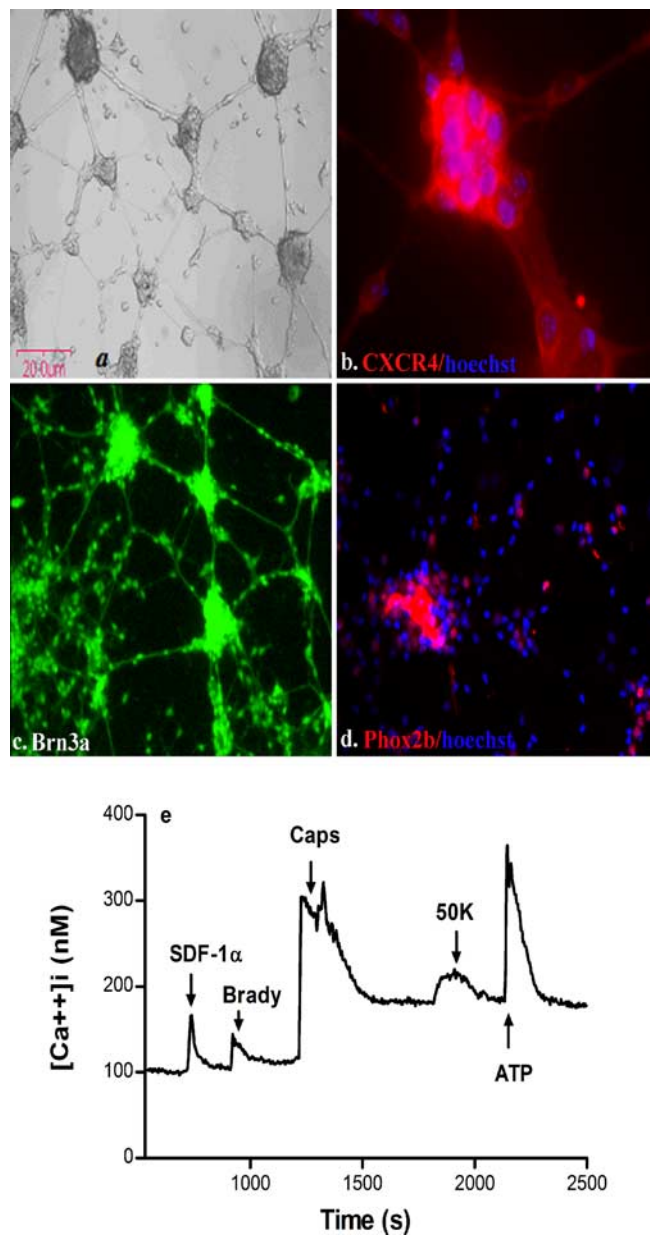 20.0µm
a
b. CXCR4/hoechst
c. Brn3a
d. Phox2b/hoechst
e
400
300
200
100
0
[Ca++]i (nM)
SDF-1α
Brady
Caps
50K
ATP
1000
1500
2000
2500
Time (s)